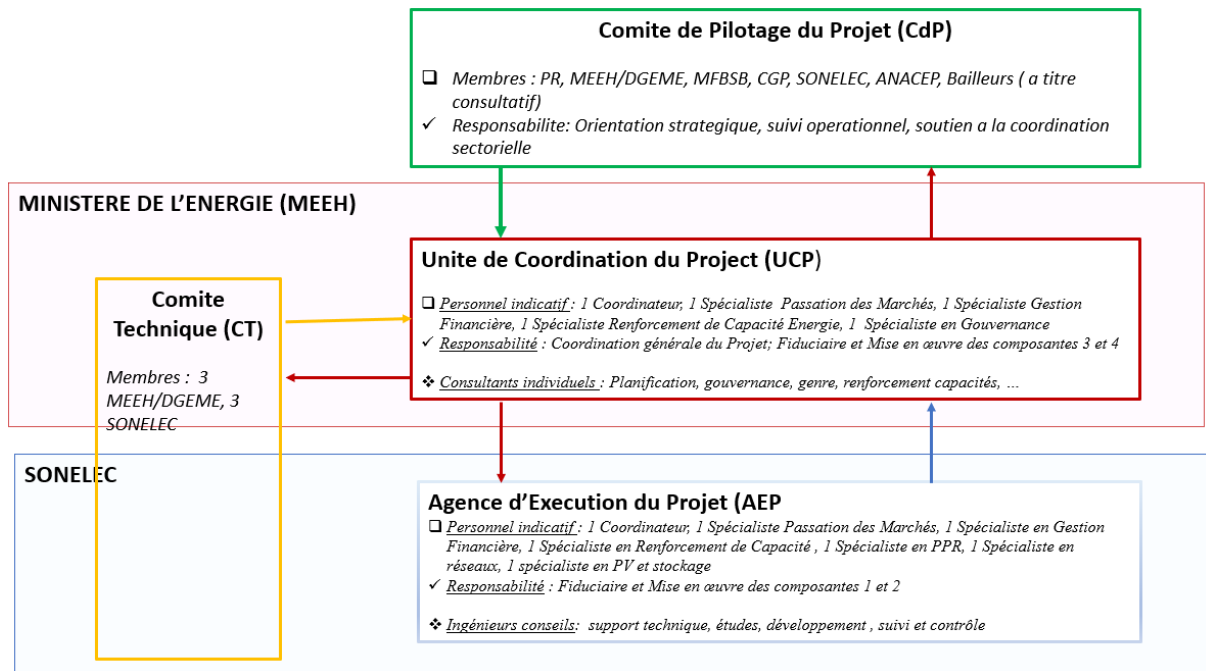 Comite de Pilotage du Projet (CdP)
❑ Membres : PR, MEEH/DGEME, MFBSB, CGP, SONELEC, ANACEP, Bailleurs ( a titre
consultatif)
✓ Responsabilite: Orientation strategique, suivi operationnel, soutien a la coordination
sectorielle
MINISTERE DE L’ENERGIE (MEEH)
Unite de Coordination du Project (UCP)
❑ Personnel indicatif : 1 Coordinateur, 1 Spécialiste Passation des Marchés, 1 Spécialiste Gestion
Financière, 1 Spécialiste Renforcement de Capacité Energie, 1 Spécialiste en Gouvernance
✓ Responsabilité : Coordination générale du Projet; Fiduciaire et Mise en œuvre des composantes 3 et 4
❖ Consultants individuels : Planification, gouvernance, genre, renforcement capacités, …
Comite
Technique (CT)
Membres : 3
MEEH/DGEME, 3
SONELEC
SONELEC
Agence d’Execution du Projet (AEP
❑ Personnel indicatif : 1 Coordinateur, 1 Spécialiste Passation des Marchés, 1 Spécialiste en Gestion
Financière, 1 Spécialiste en Renforcement de Capacité , 1 Spécialiste en PPR, 1 Spécialiste en
réseaux, 1 spécialiste en PV et stockage
✓ Responsabilité : Fiduciaire et Mise en œuvre des composantes 1 et 2
❖ Ingénieurs conseils: support technique, études, développement , suivi et contrôle